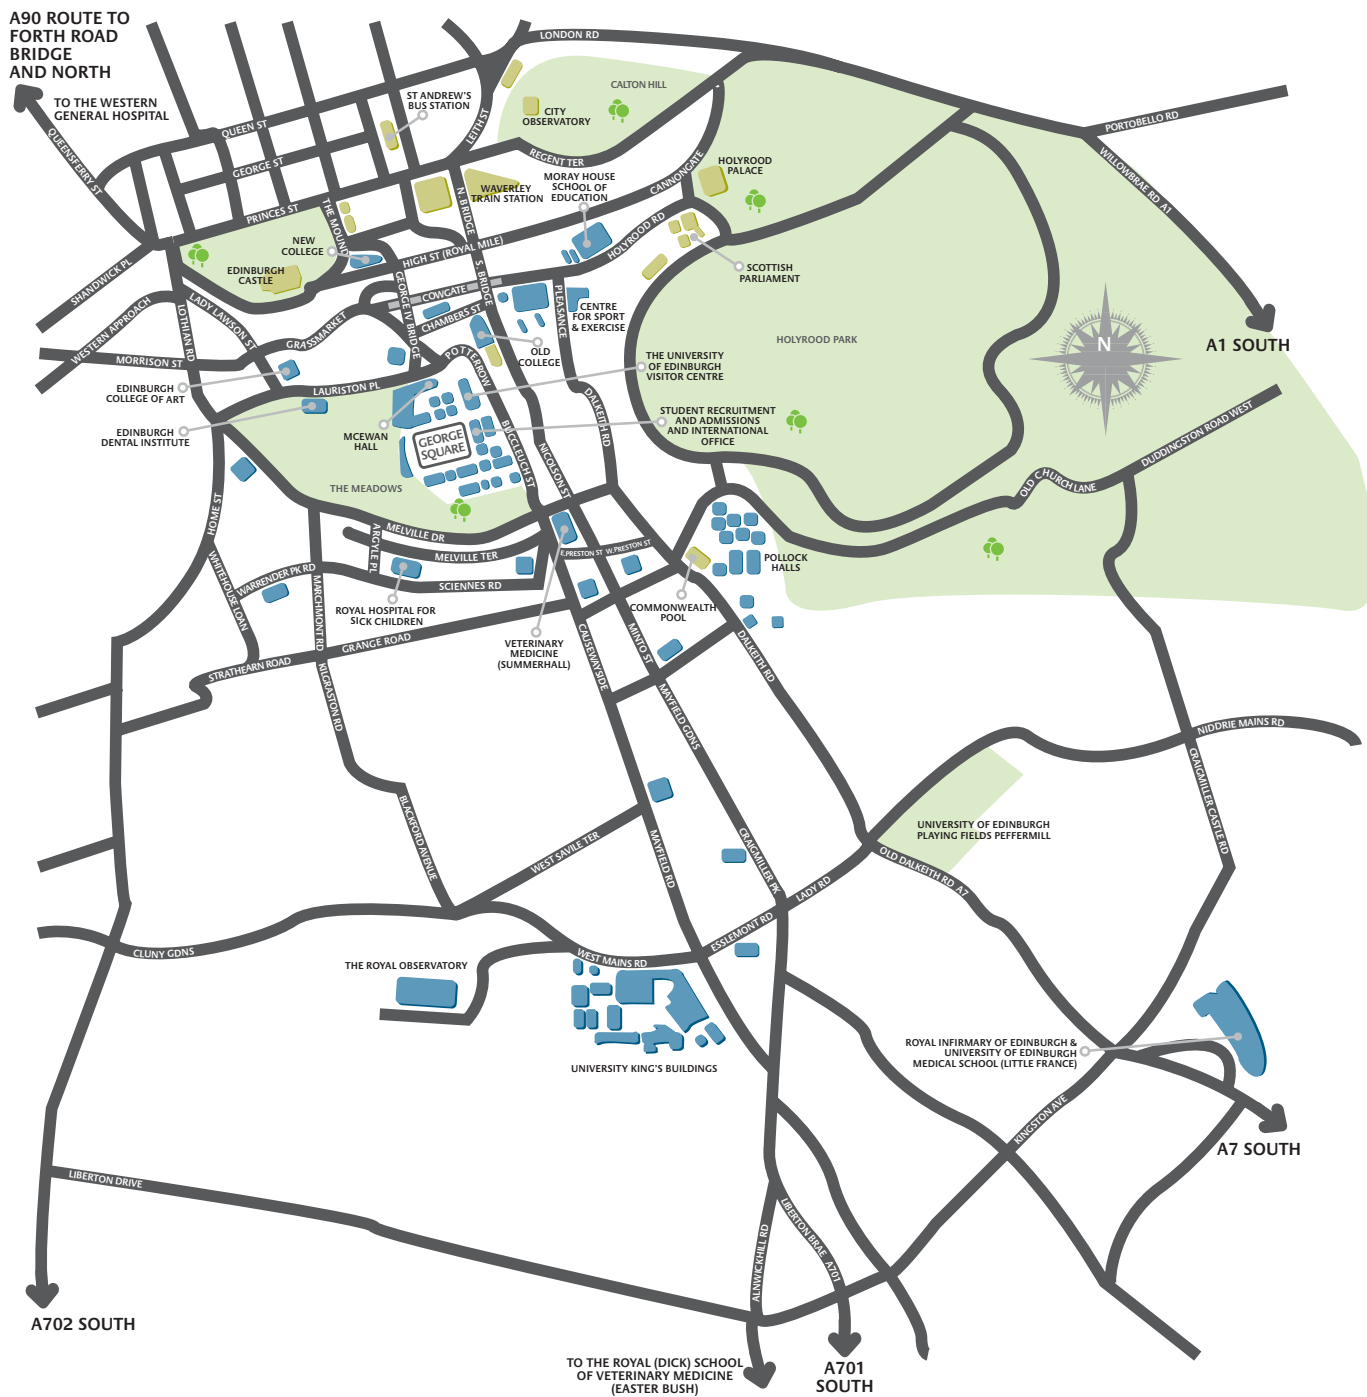 A90 ROUTE TO
FORTH ROAD
BRIDGE
AND NORTH
TO THE WESTERN
GENERAL HOSPITAL
QUEENSFERRY ST
QUEEN ST
GEORGE ST
PRINCES ST
THE MOUND
ST ANDREW'S
BUS STATION
LEITH ST
LONDON RD
CALTON HILL
CITY
OBSERVATORY
REGENT TER
WAVERLEY
TRAIN STATION
N. BRIDGE
MORAY HOUSE
SCHOOL OF
EDUCATION
CANNONGATE
HOLYROOD
PALACE
HOLYROOD RD
SCOTTISH
PARLIAMENT
PORTOBELLO RD
WILLOWBRAE RD A1
A1 SOUTH
N
HOLYROOD PARK
DUDDINGSTON ROAD WEST
OLD CHURCH LANE
SHANDWICK PL
WESTERN APPROACH
MORRISON ST
LOTHIAN RD
LADY LAWSON ST
EDINBURGH
CASTLE
NEW
COLLEGE
HIGH ST (ROYAL MILE)
GEORGE IV BRIDGE
COWGATE
CHAMBERS ST
S. BRIDGE
GRASSMARKET
PLEASANCE
CENTRE
FOR SPORT
& EXERCISE
OLD
COLLEGE
POTTERROW
THE UNIVERSITY
OF EDINBURGH
VISITOR CENTRE
STUDENT RECRUITMENT
AND ADMISSIONS
AND INTERNATIONAL
OFFICE
EDINBURGH
COLLEGE OF ART
EDINBURGH
DENTAL INSTITUTE
LAURISTON PL
MCEWAN
HALL
GEORGE
SQUARE
BUCCLEUCH ST
NICOLSON ST
DALKEITH RD
THE MEADOWS
HOME ST
MELVILLE DR
MELVILLE TER
ARGYLE PL
SCIENNES RD
WARRENDER PK RD
WHITEHOUSE LOAN
MARCHMONT RD
ROYAL HOSPITAL FOR
SICK CHILDREN
E.PRESTON ST
W.PRESTON ST
POLLOCK
HALLS
COMMONWEALTH
POOL
VETERINARY
MEDICINE
(SUMMERHALL)
STRATHEARN ROAD
GRANGE ROAD
KILGRASTON RD
CAUSEWAYSIDE
MINTO ST
MAYFIELD GDNS
DALKEITH RD
NIDDRIE MAINS RD
CRAIGMILLER CASTLE RD
UNIVERSITY OF EDINBURGH
PLAYING FIELDS PEFFERMILL
BLACKFORD AVENUE
WEST SAVILE TER
MAYFIELD RD
CRAIGMILLER PK
LADY RD
OLD DALKEITH RD A7
ESSLEMONT RD
CLUNY GDNS
WEST MAINS RD
THE ROYAL OBSERVATORY
UNIVERSITY KING'S BUILDINGS
ROYAL INFIRMARY OF EDINBURGH &
UNIVERSITY OF EDINBURGH
MEDICAL SCHOOL (LITTLE FRANCE)
KINGSTON AVE
A7 SOUTH
LIBERTON DRIVE
ALNWICKHILL RD
LIBERTON BRAE A701
A702 SOUTH
TO THE ROYAL (DICK) SCHOOL
OF VETERINARY MEDICINE
(EASTER BUSH)
A701
SOUTH